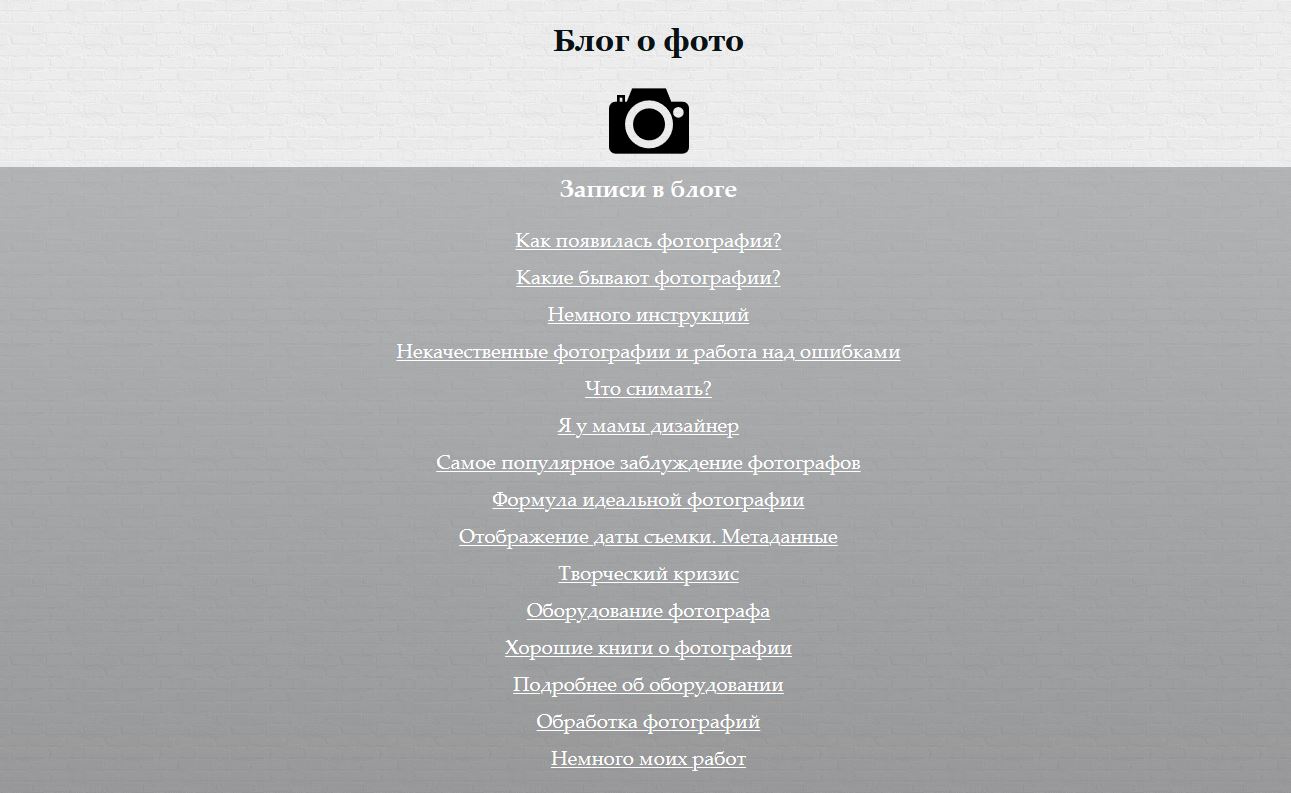 Блог о фото
Записи в блоге
Как появилась фотография?
Какие бывают фотографии?
Немного инструкций
Некачественные фотографии и работа над ошибками
Что снимать?
Я у мамы дизайнер
Самое популярное заблуждение фотографов
Формула идеальной фотографии
Отображение даты съемки. Метаданные
Творческий кризис
Оборудование фотографа
Хорошие книги о фотографии
Подробнее об оборудовании
Обработка фотографий
Немного моих работ